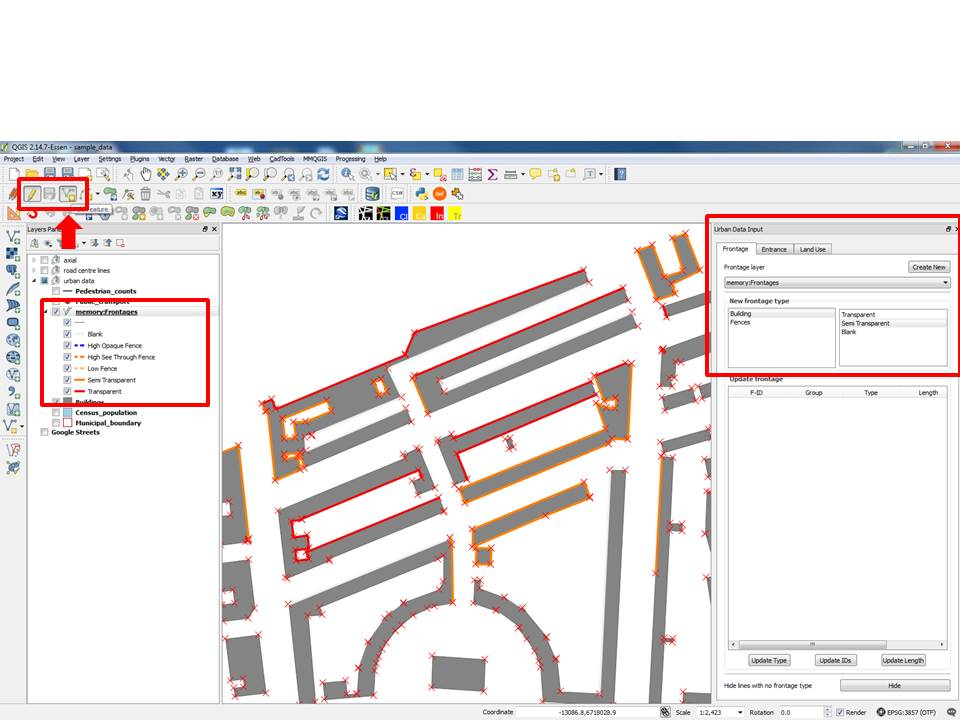 QGIS 2.14.7-Essen - sample_data
Project Edit View Layer Settings Plugins Vector Raster Database Web CadTools MMQGIS Processing Help
Layers Pane
axial
road centre lines
urban data
Pedestrian_counts
Public_transport
memory:Frontages
Blank
High Opaque Fence
High See Through Fence
Low Fence
Semi Transparent
Transparent
Buildings
Census_population
Municipal_boundary
Google Streets
Urban Data Input
Frontage Entrance Land Use
Frontage layer Create New
memory:Frontages
New frontage type
Building
Fences
Transparent
Semi Transparent
Blank
Update frontage
F-ID Group Type Length
Update Type Update IDs Update Length
Hide lines with no frontage type Hide
Coordinate -13086.8,6718028.9 Scale 1:2,423 Rotation 0.0 Render EPSG:3857 (OTF)